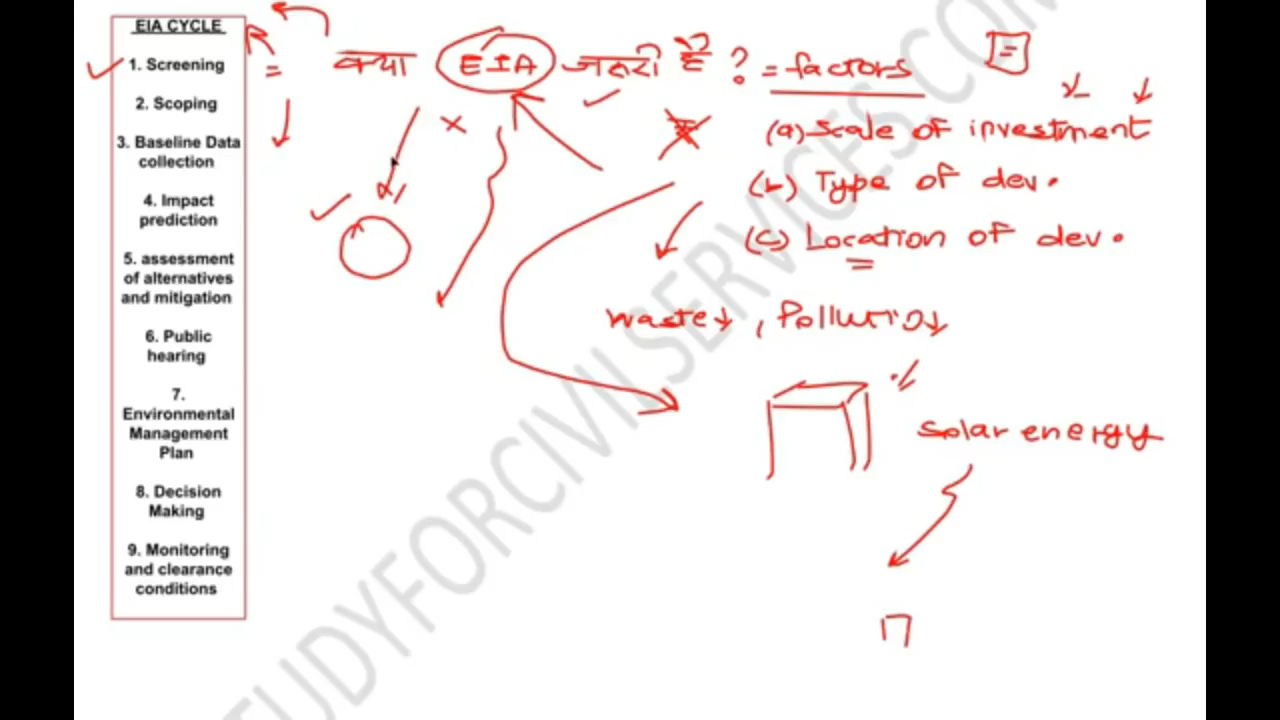 EIA CYCLE
1. Screening
2. Scoping
3. Baseline Data
collection
4. Impact
prediction
5. assessment
of alternatives
and mitigation
6. Public
hearing
7.
Environmental
Management
Plan
8. Decision
Making
9. Monitoring
and clearance
conditions
= क्या EIA जरुरी है ? = factors
(a) Scale of investment
(b) Type of dev.
(c) Location of dev.
waste↓, Pollution↓
solar energy
STUDYFORCIVILSERVICES.COM